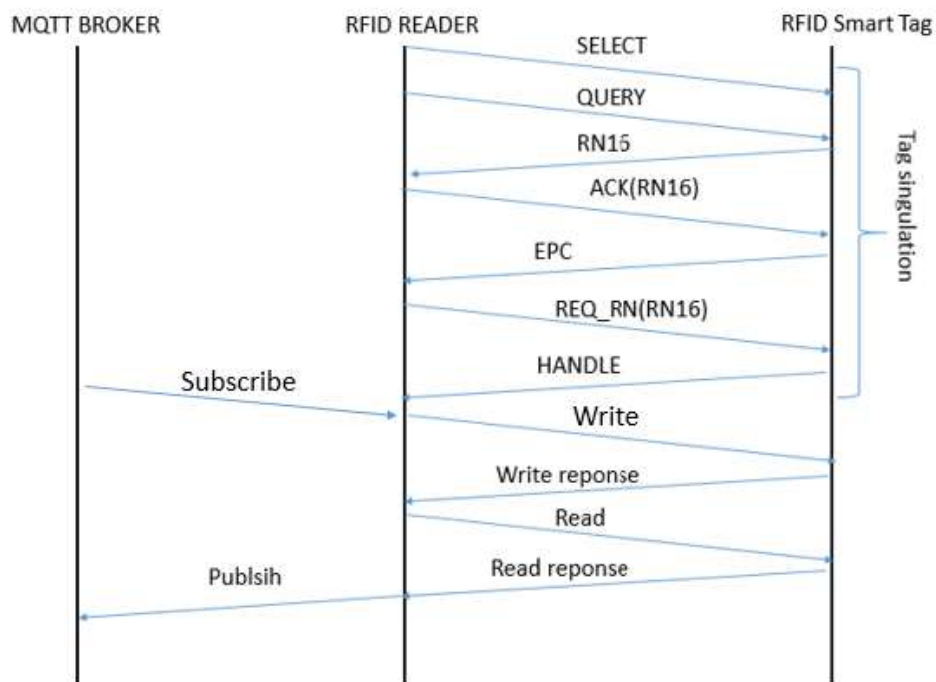 MQTT BROKER
RFID READER
RFID Smart Tag
SELECT
QUERY
RN16
ACK(RN16)
EPC
REQ_RN(RN16)
HANDLE
Tag singulation
Subscribe
Write
Write reponse
Read
Read reponse
Publsih